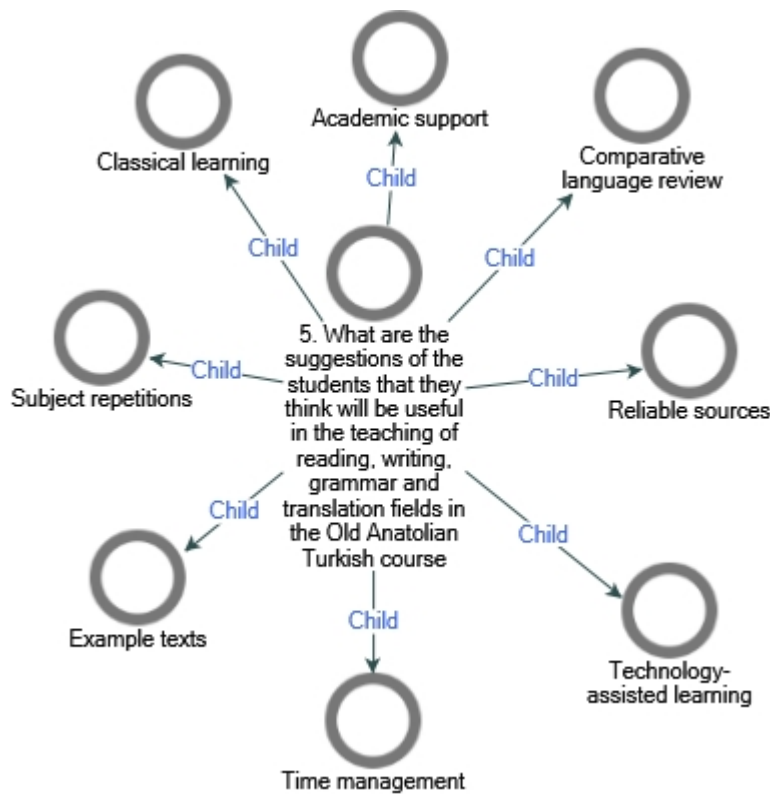 Academic support
Classical learning
Comparative
language review
Child
Child
Child
5. What are the
suggestions of the
students that they
think will be useful
in the teaching of
reading, writing,
grammar and
translation fields in
the Old Anatolian
Turkish course
Child
Subject repetitions
Child
Reliable sources
Child
Example texts
Child
Technology-
assisted learning
Child
Time management